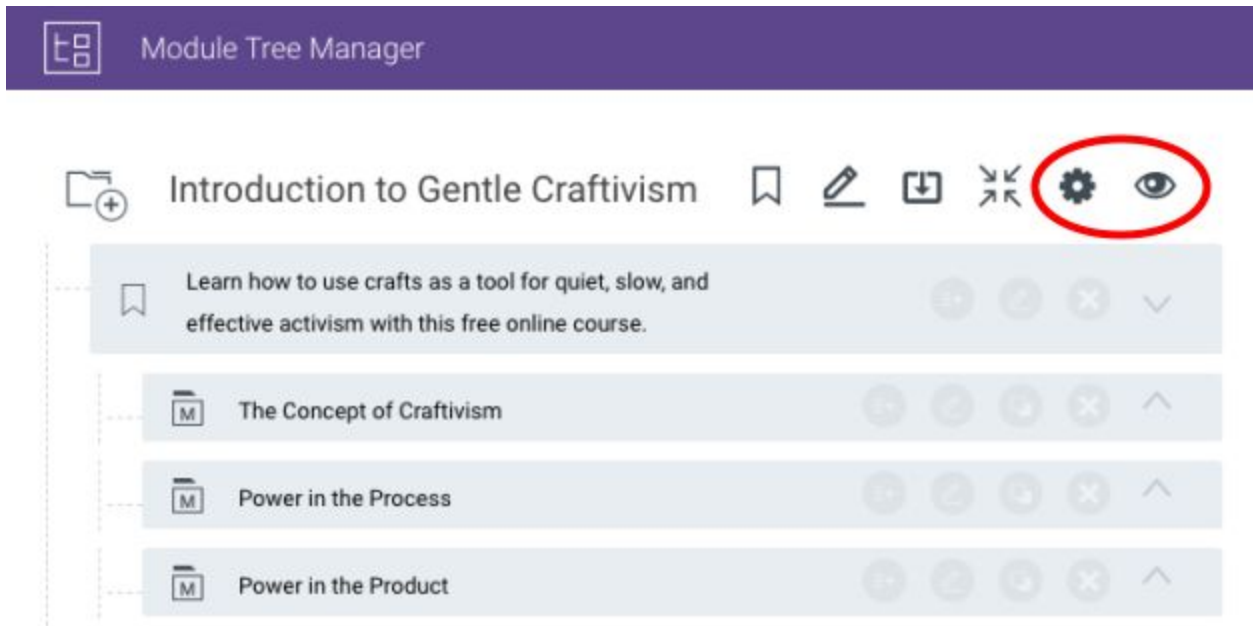 Module Tree Manager
Introduction to Gentle Craftivism
Learn how to use crafts as a tool for quiet, slow, and
effective activism with this free online course.
M The Concept of Craftivism
M Power in the Process
M Power in the Product